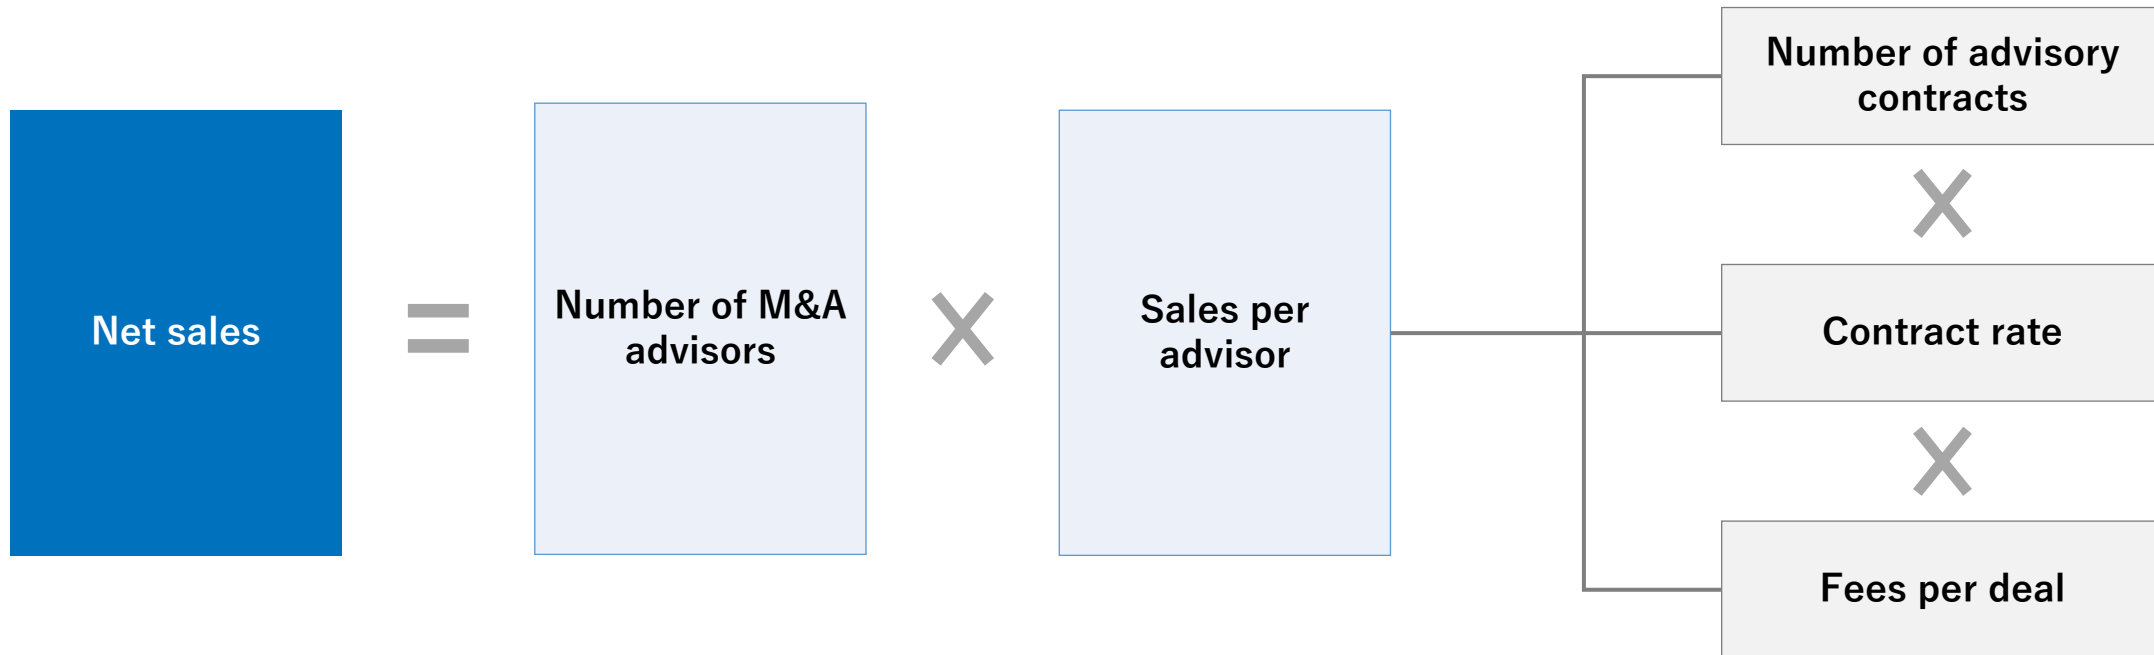 Net sales
=
Number of M&A
advisors
×
Sales per
advisor
Number of advisory
contracts
×
Contract rate
×
Fees per deal